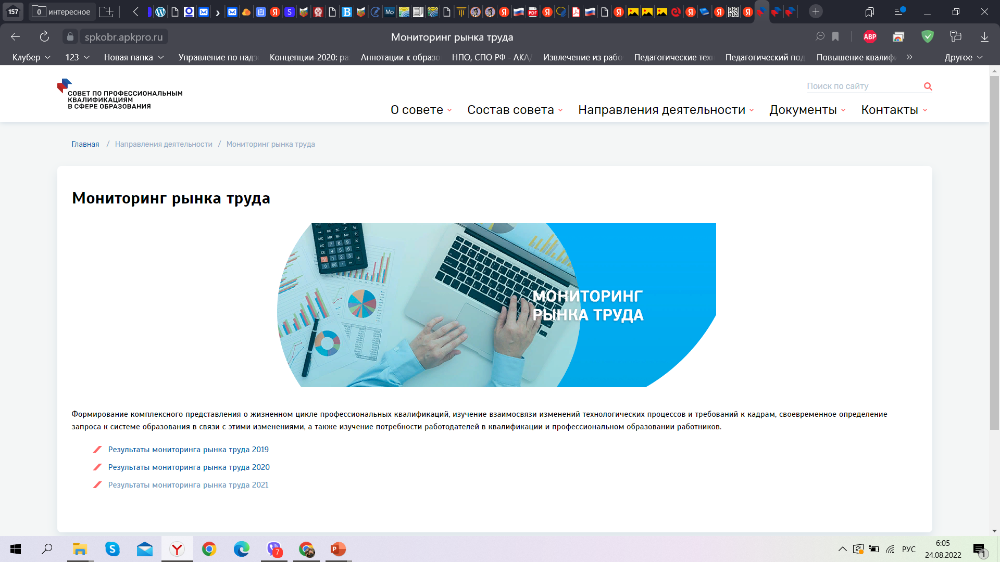 157
0 интересное
spkobr.apkpro.ru
Мониторинг рынка труда
ABP
Клубер
123
Новая папка
Управление по надз
Концепции-2020: ра
Аннотации к образо
НПО, СПО РФ - АКА
Извлечение из рабо
Педагогические техн
Педагогический под
Повышение квалифи
Другое
СОВЕТ ПО ПРОФЕССИОНАЛЬНЫМ
КВАЛИФИКАЦИЯМ
В СФЕРЕ ОБРАЗОВАНИЯ
Поиск по сайту
О совете
Состав совета
Направления деятельности
Документы
Контакты
Главная / Направления деятельности / Мониторинг рынка труда
Мониторинг рынка труда
МОНИТОРИНГ
РЫНКА ТРУДА
Формирование комплексного представления о жизненном цикле профессиональных квалификаций, изучение взаимосвязи изменений технологических процессов и требований к кадрам, своевременное определение
запроса к системе образования в связи с этими изменениями, а также изучение потребности работодателей в квалификации и профессиональном образовании работников.
Результаты мониторинга рынка труда 2019
Результаты мониторинга рынка труда 2020
Результаты мониторинга рынка труда 2021
7
РУС
6:05
24.08.2022
1